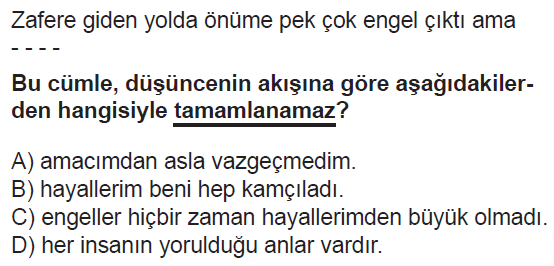 Zafere giden yolda önüme pek çok engel çıktı ama
- - - -
Bu cümle, düşüncenin akışına göre aşağıdakiler-
den hangisiyle tamamlanamaz?
A) amacımdan asla vazgeçmedim.
B) hayallerim beni hep kamçıladı.
C) engeller hiçbir zaman hayallerimden büyük olmadı.
D) her insanın yorulduğu anlar vardır.